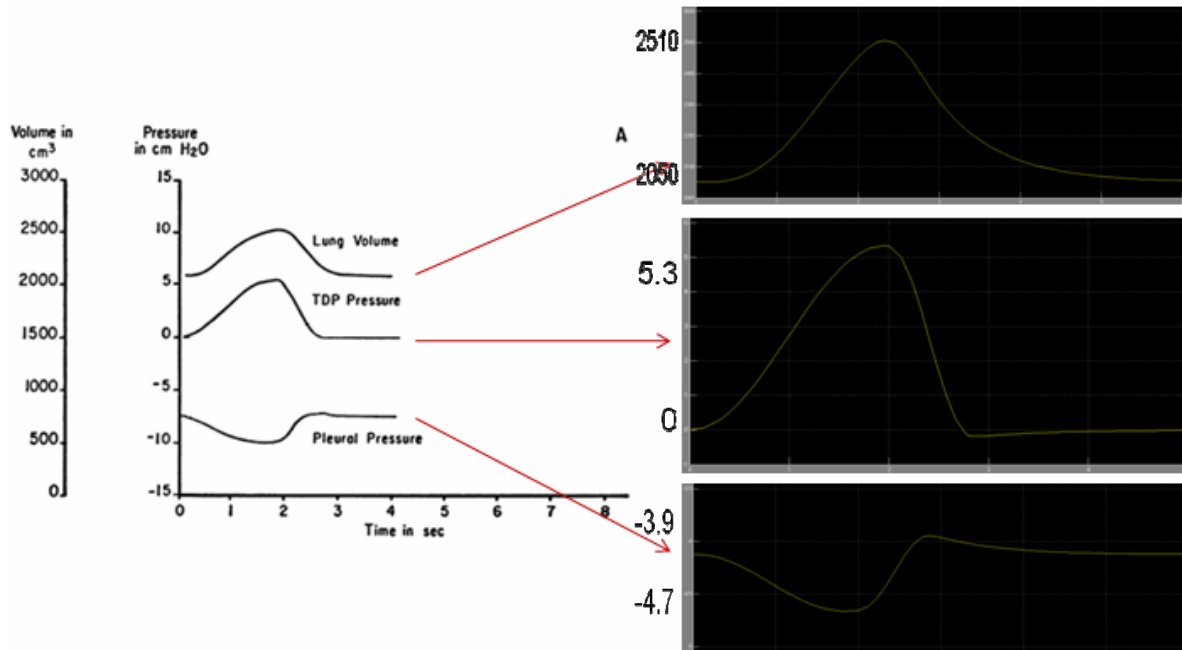 Volume in
cm³
3000
2500
2000
1500
1000
500
0
Pressure
in cm H₂O
15
10
5
0
-5
-10
-15
A
Lung Volume
TDP Pressure
Pleural Pressure
0 1 2 3 4 5 6 7 8
Time in sec
2510
2050
5.3
0
-3.9
-4.7